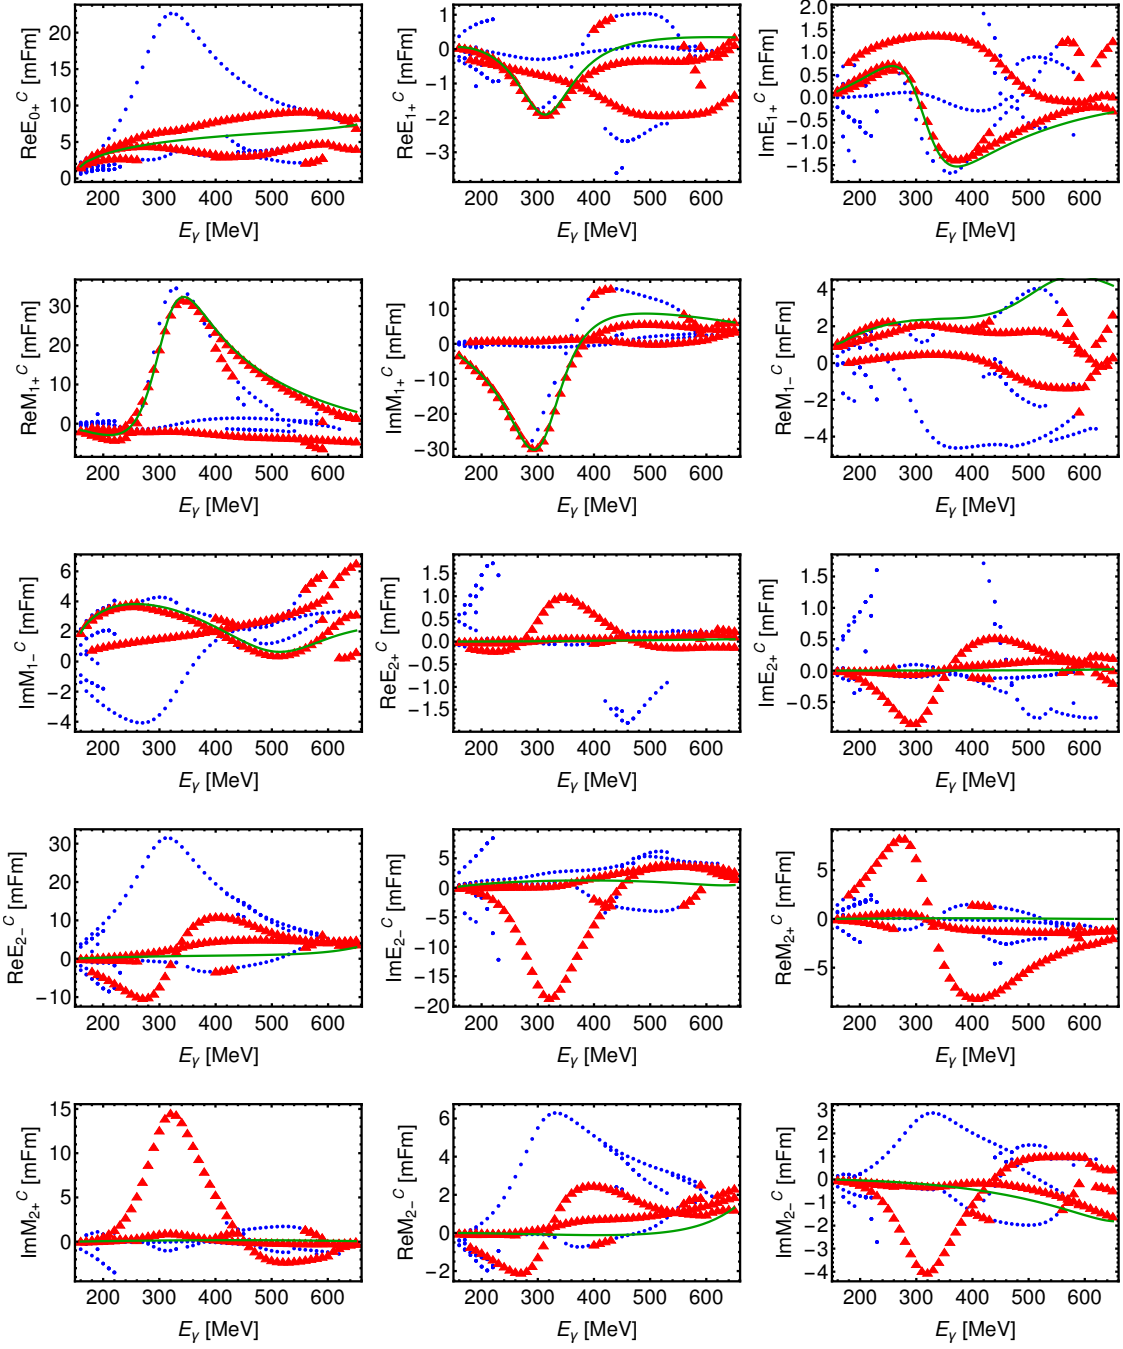 ReE0+ C [mFm]
20
15
10
5
0
200 300 400 500 600
Eγ [MeV]
ReE1+ C [mFm]
1
0
−1
−2
−3
200 300 400 500 600
Eγ [MeV]
ImE1+ C [mFm]
2.0
1.5
1.0
0.5
0.0
−0.5
−1.0
−1.5
200 300 400 500 600
Eγ [MeV]
ReM1+ C [mFm]
30
20
10
0
200 300 400 500 600
Eγ [MeV]
ImM1+ C [mFm]
10
0
−10
−20
−30
200 300 400 500 600
Eγ [MeV]
ReM1− C [mFm]
4
2
0
−2
−4
200 300 400 500 600
Eγ [MeV]
ImM1− C [mFm]
6
4
2
0
−2
−4
200 300 400 500 600
Eγ [MeV]
ReE2+ C [mFm]
1.5
1.0
0.5
0.0
−0.5
−1.0
−1.5
200 300 400 500 600
Eγ [MeV]
ImE2+ C [mFm]
1.5
1.0
0.5
0.0
−0.5
200 300 400 500 600
Eγ [MeV]
ReE2− C [mFm]
30
20
10
0
−10
200 300 400 500 600
Eγ [MeV]
ImE2− C [mFm]
5
0
−5
−10
−15
−20
200 300 400 500 600
Eγ [MeV]
ReM2+ C [mFm]
5
0
−5
200 300 400 500 600
Eγ [MeV]
ImM2+ C [mFm]
15
10
5
0
200 300 400 500 600
Eγ [MeV]
ReM2− C [mFm]
6
4
2
0
−2
200 300 400 500 600
Eγ [MeV]
ImM2− C [mFm]
3
2
1
0
−1
−2
−3
−4
200 300 400 500 600
Eγ [MeV]